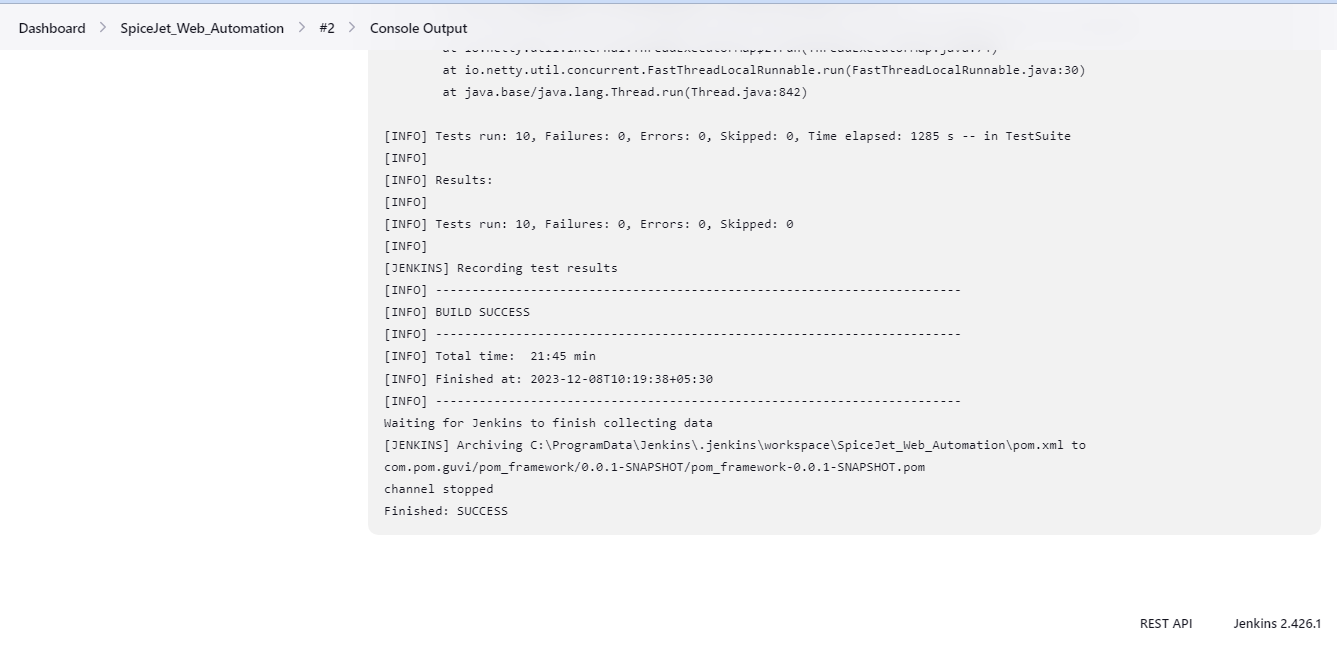 Dashboard > SpiceJet_Web_Automation > #2 > Console Output
at java.base/java.lang.Thread.run(Thread.java:842)
at io.netty.util.concurrent.FastThreadLocalRunnable.run(FastThreadLocalRunnable.java:30)
[INFO] Tests run: 10, Failures: 0, Errors: 0, Skipped: 0, Time elapsed: 1285 s -- in TestSuite
[INFO]
[INFO] Results:
[INFO]
[INFO] Tests run: 10, Failures: 0, Errors: 0, Skipped: 0
[INFO]
[JENKINS] Recording test results
[INFO] ------------------------------------------------------------------------
[INFO] BUILD SUCCESS
[INFO] ------------------------------------------------------------------------
[INFO] Total time:  21:45 min
[INFO] Finished at: 2023-12-08T10:19:38+05:30
[INFO] ------------------------------------------------------------------------
Waiting for Jenkins to finish collecting data
[JENKINS] Archiving C:\ProgramData\Jenkins\.jenkins\workspace\SpiceJet_Web_Automation\pom.xml to
com.pom.guvi/pom_framework/0.0.1-SNAPSHOT/pom_framework-0.0.1-SNAPSHOT.pom
channel stopped
Finished: SUCCESS
REST API Jenkins 2.426.1